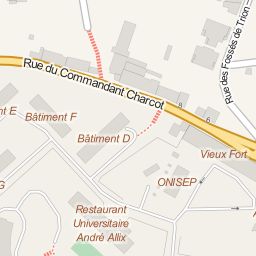 Rue des Fossés de Trion
Rue du Commandant Charcot
8
6
Bâtiment F
Bâtiment D
Vieux Fort
ONISEP
Restaurant
Universitaire
André Allix